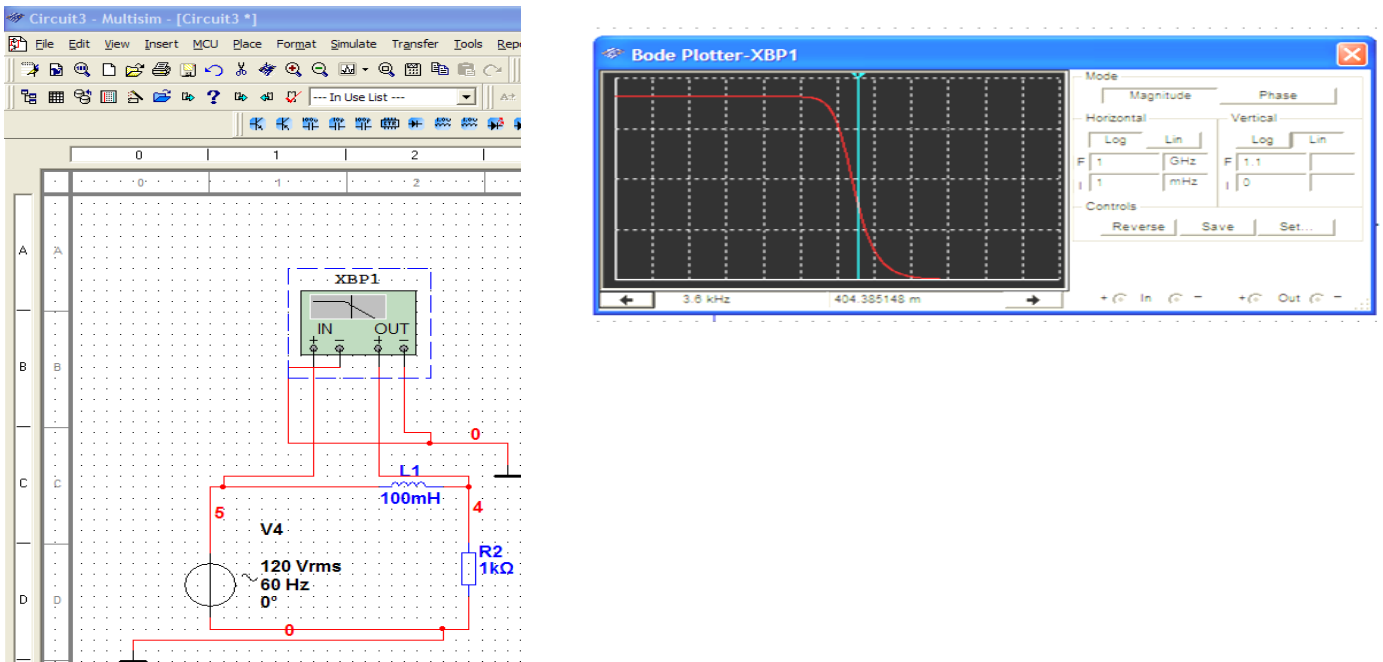 Circuit3 - Multisim - [Circuit3 *]
File Edit View Insert MCU Place Format Simulate Transfer Tools
--- In Use List ---
0 1 2
0 1 2
A A
XBP1
IN OUT
+ − + −
B B
0
C C
L1
100mH
5
4
V4
R2
120 Vrms
1kΩ
60 Hz
0°
D D
0
Bode Plotter-XBP1
Mode
Magnitude Phase
Horizontal Vertical
Log Lin Log Lin
F 1 GHz F 1.1
I 1 mHz I 0
Controls
Reverse Save Set...
3.6 kHz 404.385148 m
+ In − + Out −